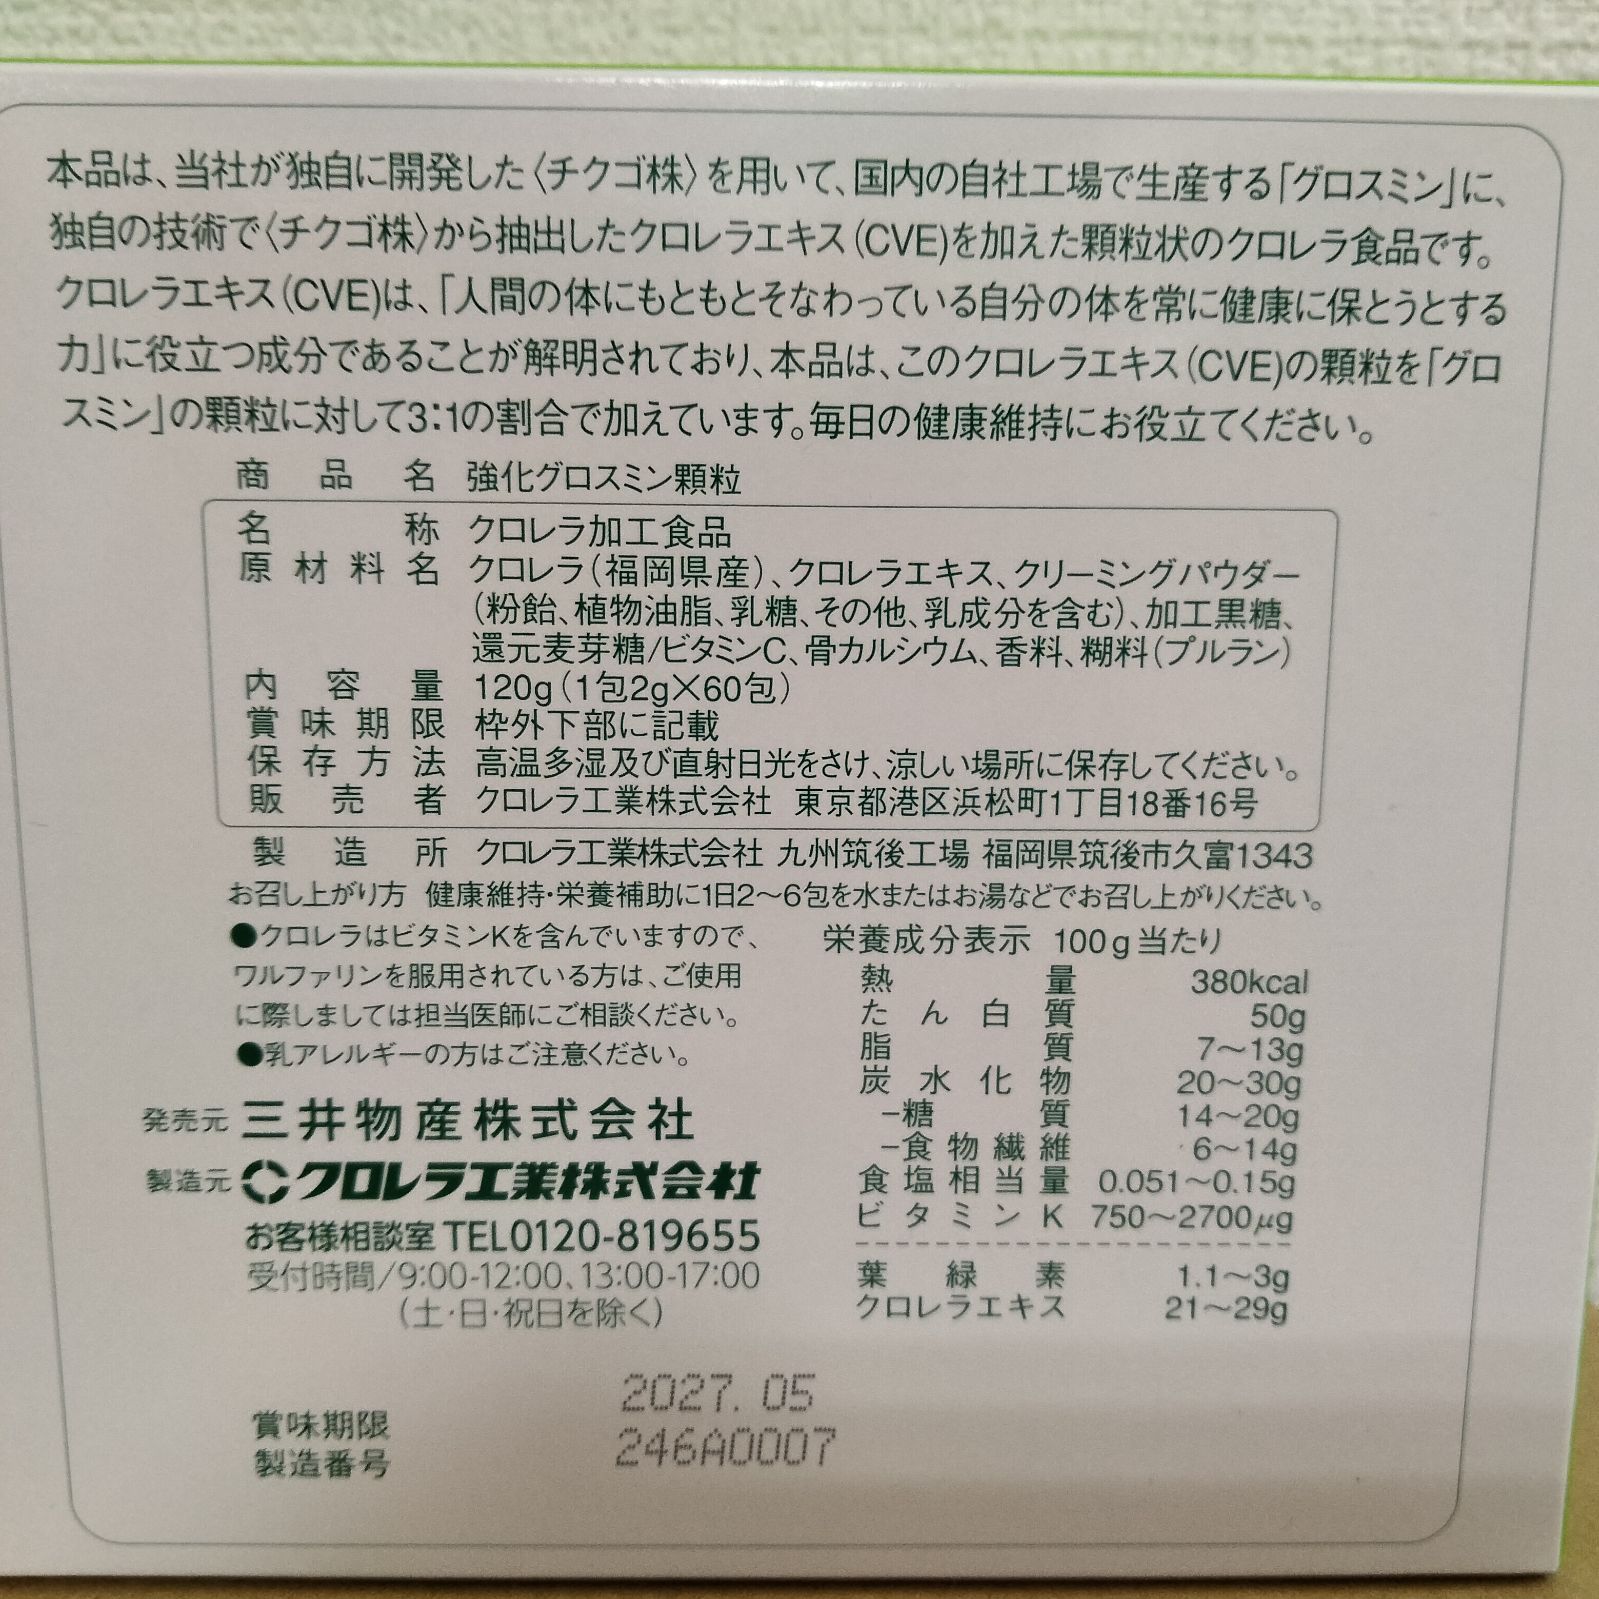 本品は、当社が独自に開発した〈チクゴ株〉を用いて、国内の自社工場で生産する「グロスミン」に、
独自の技術で〈チクゴ株〉から抽出したクロレラエキス(CVE)を加えた顆粒状のクロレラ食品です。
クロレラエキス(CVE)は、「人間の体にもともとそなわっている自分の体を常に健康に保とうとする
力」に役立つ成分であることが解明されており、本品は、このクロレラエキス(CVE)の顆粒を「グロ
スミン」の顆粒に対して3:1の割合で加えています。毎日の健康維持にお役立てください。
商品名 強化グロスミン顆粒
名称 クロレラ加工食品
原材料名 クロレラ(福岡県産)、クロレラエキス、クリーミングパウダー
(粉飴、植物油脂、乳糖、その他、乳成分を含む)、加工黒糖、
還元麦芽糖/ビタミンC、骨カルシウム、香料、糊料(プルラン)
内容量 120g(1包2g×60包)
賞味期限 枠外下部に記載
保存方法 高温多湿及び直射日光をさけ、涼しい場所に保存してください。
販売者 クロレラ工業株式会社 東京都港区浜松町1丁目18番16号
製造所 クロレラ工業株式会社 九州筑後工場 福岡県筑後市久富1343
お召し上がり方 健康維持・栄養補助に1日2〜6包を水またはお湯などでお召し上がりください。
●クロレラはビタミンKを含んでいますので、
ワルファリンを服用されている方は、ご使用
に際しましては担当医師にご相談ください。
●乳アレルギーの方はご注意ください。
発売元 三井物産株式会社
製造元 クロレラ工業株式会社
お客様相談室 TEL0120-819655
受付時間/9:00-12:00、13:00-17:00
(土・日・祝日を除く)
栄養成分表示 100g当たり
熱量 380kcal
たん白質 50g
脂質 7〜13g
炭水化物 20〜30g
−糖質 14〜20g
−食物繊維 6〜14g
食塩相当量 0.051〜0.15g
ビタミンK 750〜2700μg
葉緑素 1.1〜3g
クロレラエキス 21〜29g
賞味期限 2027.05
製造番号 246A0007